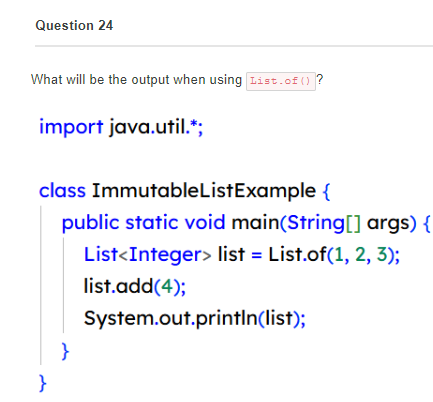 Question 24
What will be the output when using List.of()?
import java.util.*;
class ImmutableListExample {
public static void main(String[] args) {
List<Integer> list = List.of(1, 2, 3);
list.add(4);
System.out.println(list);
}
}